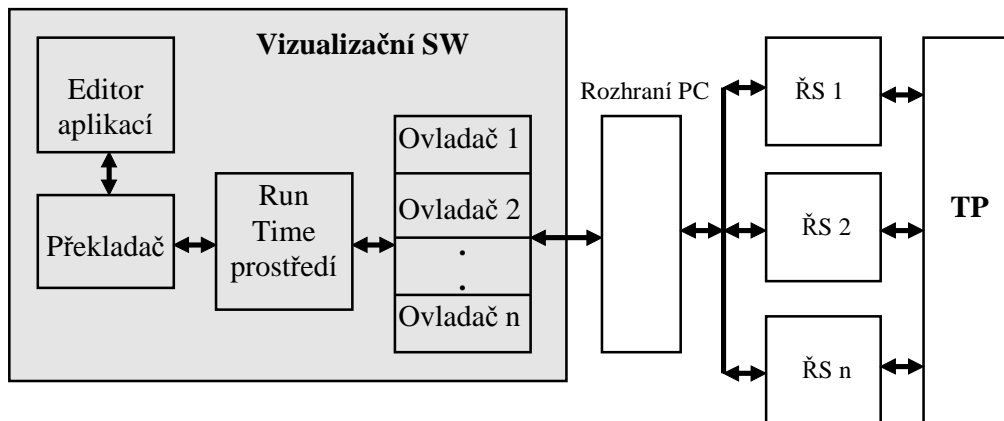 Vizualizační SW
Editor
aplikací
Překladač
Run
Time
prostředí
Ovladač 1
Ovladač 2
.
.
Ovladač n
Rozhraní PC
ŘS 1
ŘS 2
ŘS n
TP